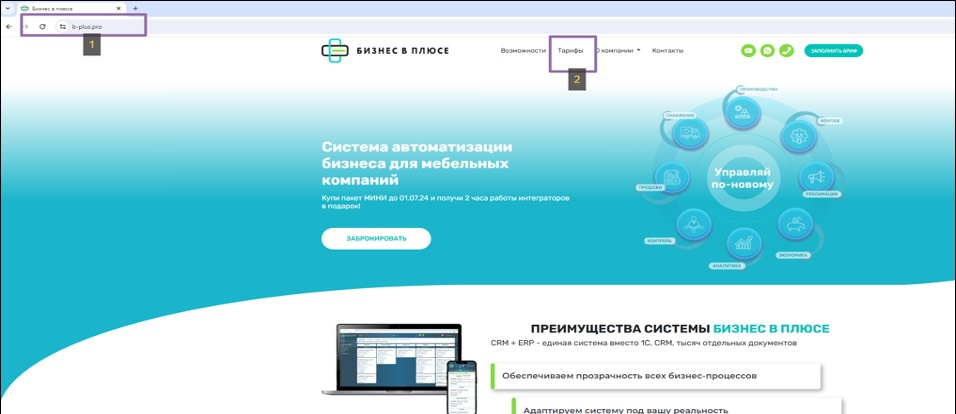 Бизнес в плюсе
b-plus.pro
1
БИЗНЕС В ПЛЮСЕ
Возможности
Тарифы
О компании
Контакты
ЗАПОЛНИТЬ БРИФ
2
ПРОИЗВОДСТВО
СНАБЖЕНИЕ
МОНТАЖ
Система автоматизации
бизнеса для мебельных
компаний
Управляй
по-новому
ПРОДАЖИ
РЕКЛАМАЦИИ
Купи пакет МИНИ до 01.07.24 и получи 2 часа работы интеграторов
в подарок!
ЗАБРОНИРОВАТЬ
КОНТРОЛЬ
ЭКОНОМИКА
АНАЛИТИКА
ПРЕИМУЩЕСТВА СИСТЕМЫ БИЗНЕС В ПЛЮСЕ
CRM + ERP - единая система вместо 1С, CRM, тысяч отдельных документов
Обеспечиваем прозрачность всех бизнес-процессов
Адаптируем систему под вашу реальность